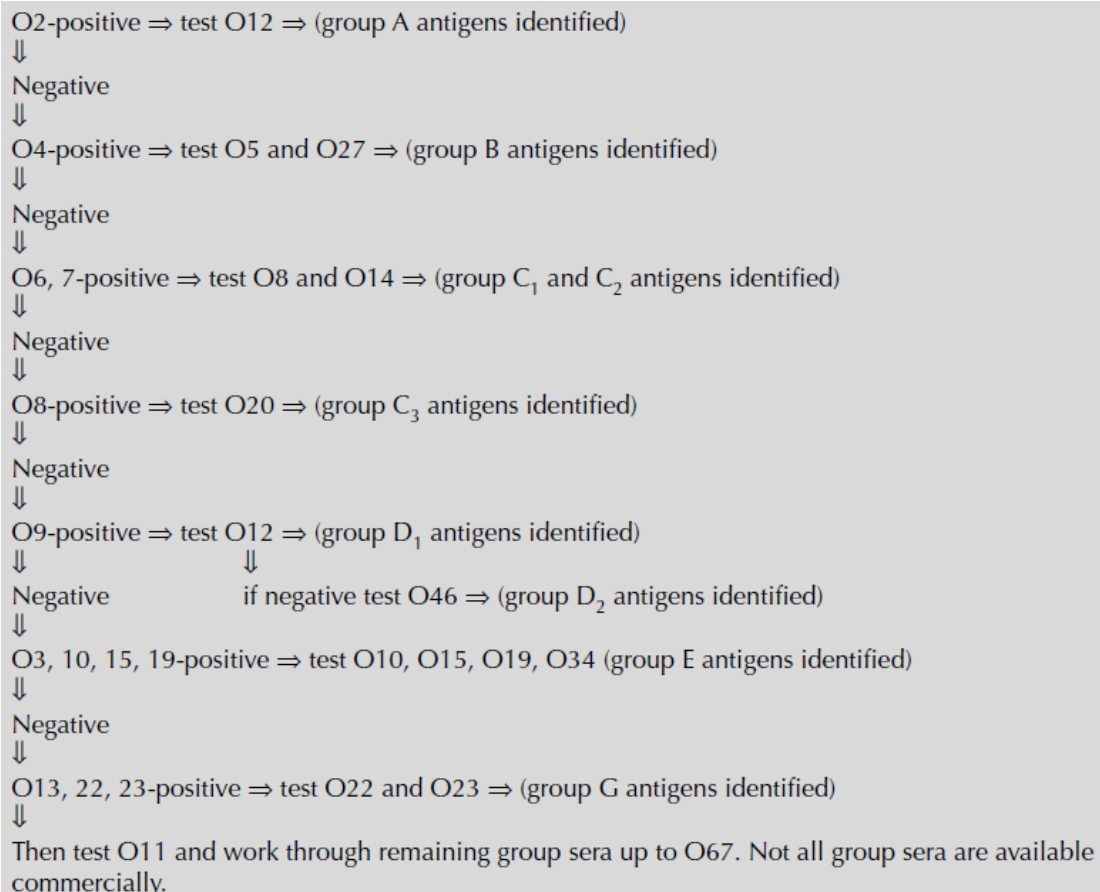 O2-positive ⇒ test O12 ⇒ (group A antigens identified)
⇓
Negative
⇓
O4-positive ⇒ test O5 and O27 ⇒ (group B antigens identified)
⇓
Negative
⇓
O6, 7-positive ⇒ test O8 and O14 ⇒ (group C₁ and C₂ antigens identified)
⇓
Negative
⇓
O8-positive ⇒ test O20 ⇒ (group C₃ antigens identified)
⇓
Negative
⇓
O9-positive ⇒ test O12 ⇒ (group D₁ antigens identified)
⇓ ⇓
Negative if negative test O46 ⇒ (group D₂ antigens identified)
⇓
O3, 10, 15, 19-positive ⇒ test O10, O15, O19, O34 (group E antigens identified)
⇓
Negative
⇓
O13, 22, 23-positive ⇒ test O22 and O23 ⇒ (group G antigens identified)
⇓
Then test O11 and work through remaining group sera up to O67. Not all group sera are available
commercially.